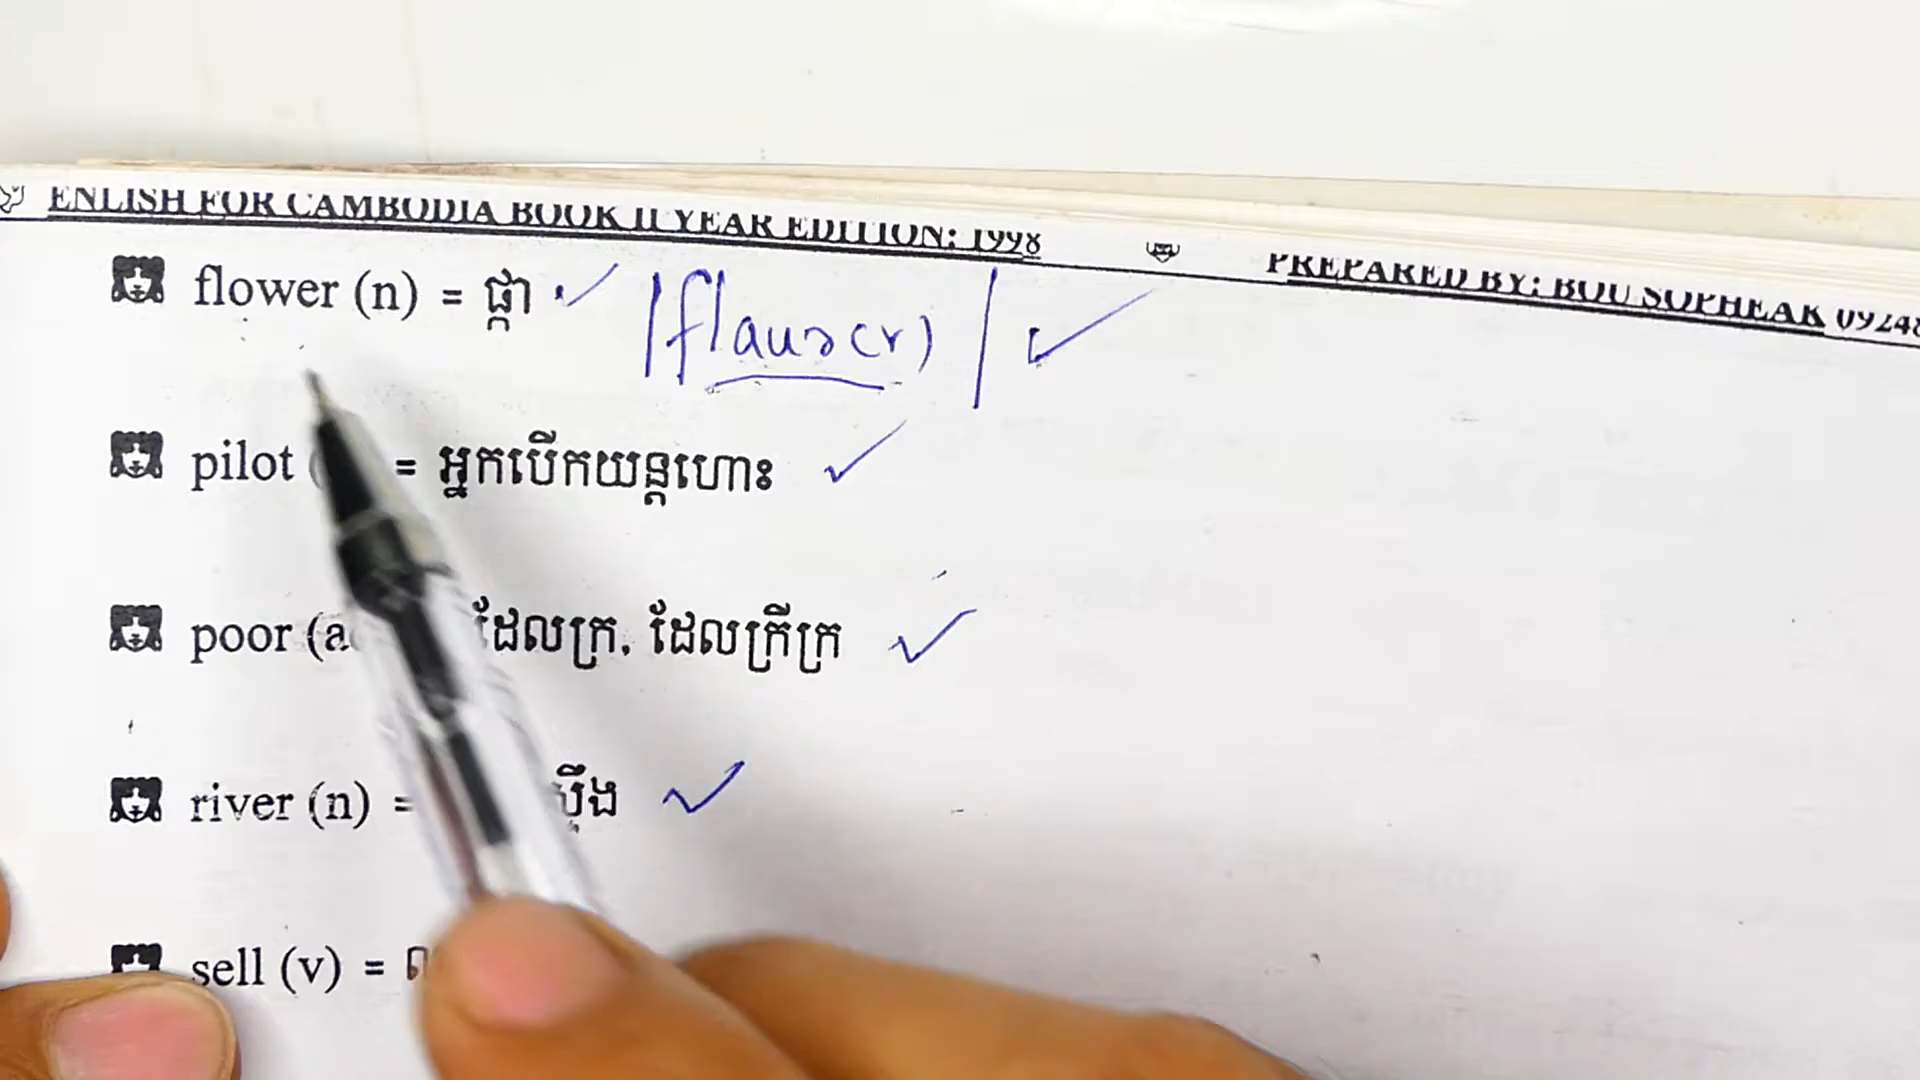 ENLISH FOR CAMBODIA BOOK II YEAR EDITION: 1998 PREPARED BY: BOU SOPHEAK
flower (n) = ផ្កា /flauə(r)/
pilot = អ្នកបើកយន្តហោះ
poor ដែលក្រ, ដែលក្រីក្រ
river (n) = ស្ទឹង
sell (v) =